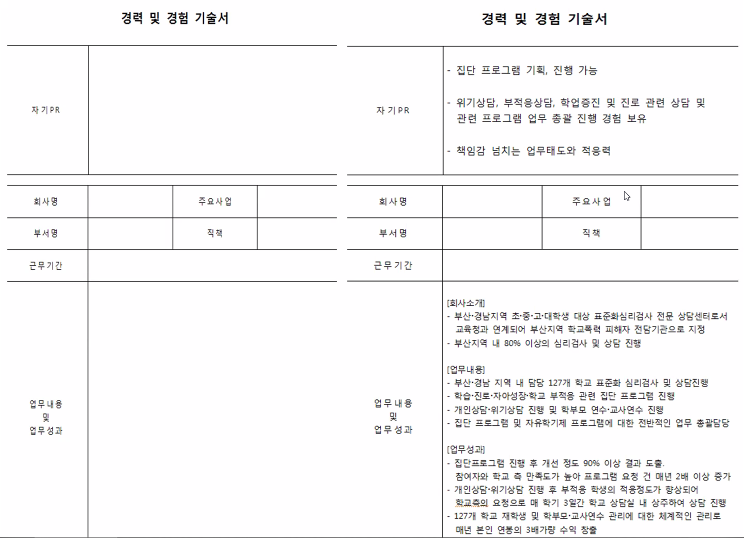 경력 및 경험 기술서
자기PR
회사명
주요사업
부서명
직책
근무기간
업무내용
및
업무성과
경력 및 경험 기술서
자기PR
- 집단 프로그램 기획, 진행 가능
- 위기상담, 부적응상담, 학업증진 및 진로 관련 상담 및
관련 프로그램 업무 총괄 진행 경험 보유
- 책임감 넘치는 업무태도와 적응력
회사명
주요사업
부서명
직책
근무기간
업무내용
및
업무성과
[회사소개]
- 부산·경남지역 초·중·고·대학생 대상 표준화심리검사 전문 상담센터로서
교육청과 연계되어 부산지역 학교폭력 피해자 전담기관으로 지정
- 부산지역 내 80% 이상의 심리검사 및 상담 진행
[업무내용]
- 부산·경남 지역 내 담당 127개 학교 표준화 심리검사 및 상담진행
- 학습·진로·자아성장·학교 부적응 관련 집단 프로그램 진행
- 개인상담·위기상담 진행 및 학부모 연수·교사연수 진행
- 집단 프로그램 및 자유학기제 프로그램에 대한 전반적인 업무 총괄담당
[업무성과]
- 집단프로그램 진행 후 개선 정도 90% 이상 결과 도출.
참여자와 학교 측 만족도가 높아 프로그램 요청 건 매년 2배 이상 증가
- 개인상담·위기상담 진행 후 부적응 학생의 적응정도가 향상되어
학교측의 요청으로 매 학기 3일간 학교 상담실 내 상주하여 상담 진행
- 127개 학교 재학생 및 학부모·교사연수 관리에 대한 체계적인 관리로
매년 본인 연봉의 3배가량 수익 창출